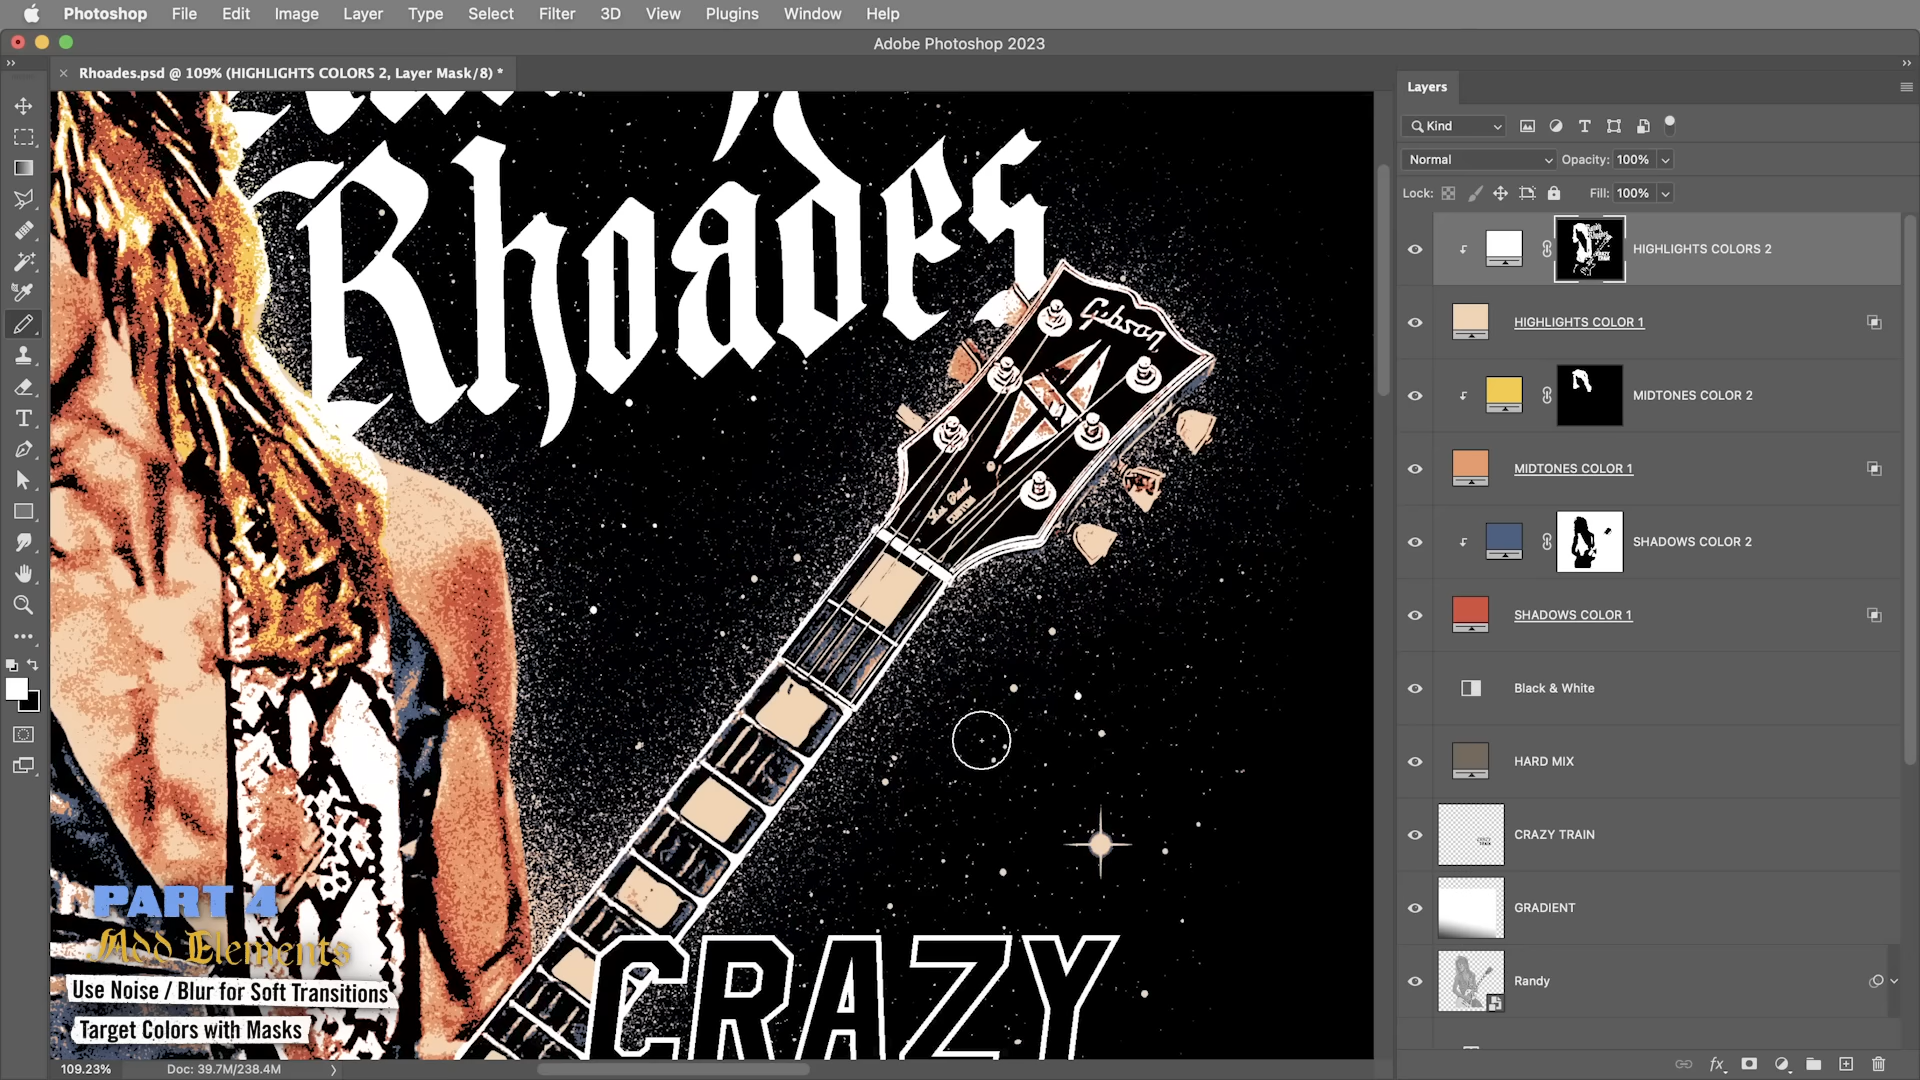 Photoshop File Edit Image Layer Type Select Filter 3D View Plugins Window Help
Adobe Photoshop 2023
Rhoades.psd @ 109% (HIGHLIGHTS COLORS 2, Layer Mask/8) *
Rhoades
Gibson
Les Paul
CUSTOM
CRAZY
PART 4
Add Elements
Use Noise / Blur for Soft Transitions
Target Colors with Masks
109.23% Doc: 39.7M/238.4M
Layers
Kind
Normal Opacity: 100%
Lock: Fill: 100%
HIGHLIGHTS COLORS 2
HIGHLIGHTS COLOR 1
MIDTONES COLOR 2
MIDTONES COLOR 1
SHADOWS COLOR 2
SHADOWS COLOR 1
Black & White
HARD MIX
CRAZY TRAIN
GRADIENT
Randy
fx